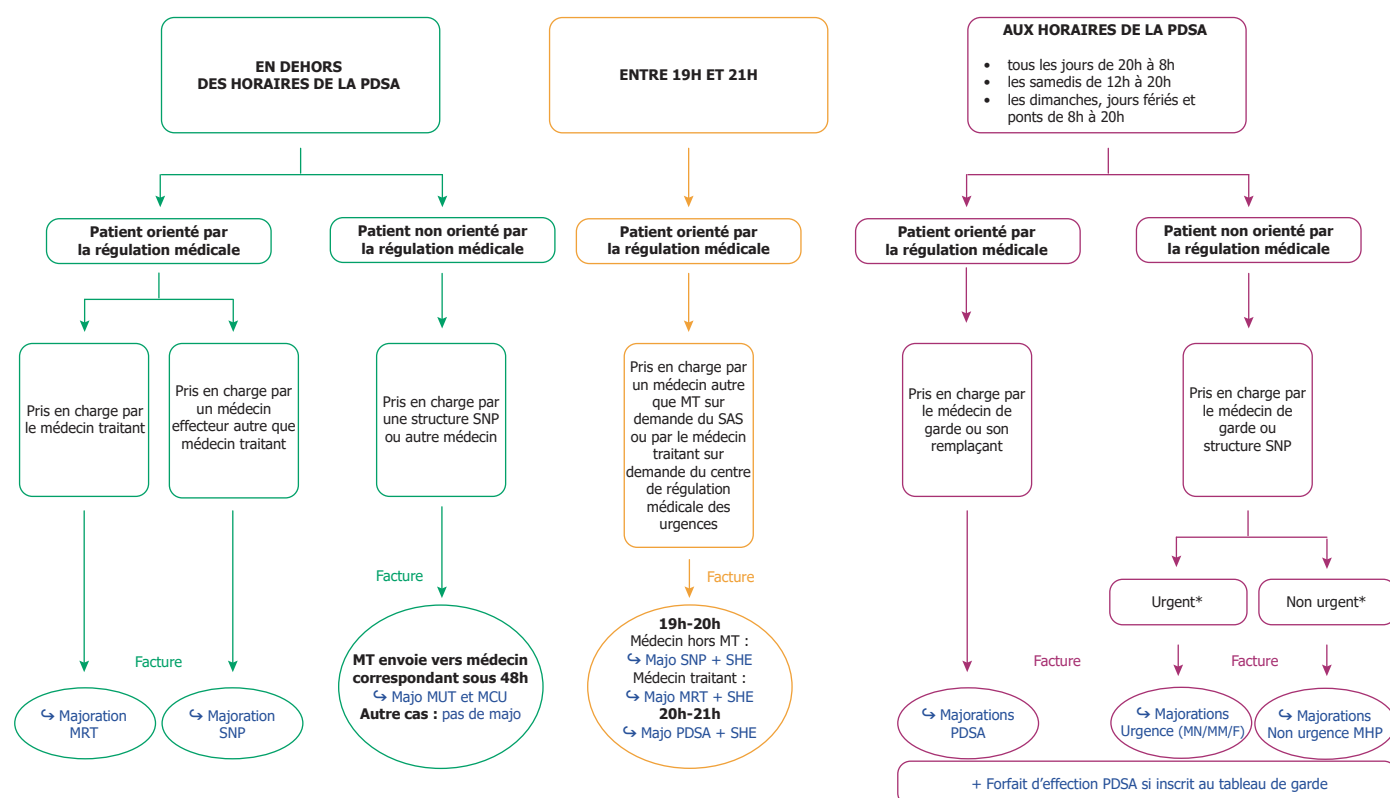 EN DEHORS
DES HORAIRES DE LA PDSA
Patient orienté par
la régulation médicale
Patient non orienté par
la régulation médicale
Pris en charge par
le médecin traitant
Pris en charge par
un médecin
effecteur autre que
médecin traitant
Pris en charge par
une structure SNP
ou autre médecin
Facture
Facture
↪ Majoration
MRT
↪ Majoration
SNP
MT envoie vers médecin
correspondant sous 48h
↪ Majo MUT et MCU
Autre cas : pas de majo
ENTRE 19H ET 21H
Patient orienté par
la régulation médicale
Pris en charge par
un médecin autre
que MT sur
demande du SAS
ou par le médecin
traitant sur
demande du centre
de régulation
médicale des
urgences
Facture
19h-20h
Médecin hors MT :
↪ Majo SNP + SHE
Médecin traitant :
↪ Majo MRT + SHE
20h-21h
↪ Majo PDSA + SHE
AUX HORAIRES DE LA PDSA
• tous les jours de 20h à 8h
• les samedis de 12h à 20h
• les dimanches, jours fériés et
ponts de 8h à 20h
Patient orienté par
la régulation médicale
Patient non orienté par
la régulation médicale
Pris en charge par
le médecin de
garde ou son
remplaçant
Pris en charge par
le médecin de
garde ou
structure SNP
Urgent*
Non urgent*
Facture
Facture
↪ Majorations
PDSA
↪ Majorations
Urgence (MN/MM/F)
↪ Majorations
Non urgence MHP
+ Forfait d'effection PDSA si inscrit au tableau de garde